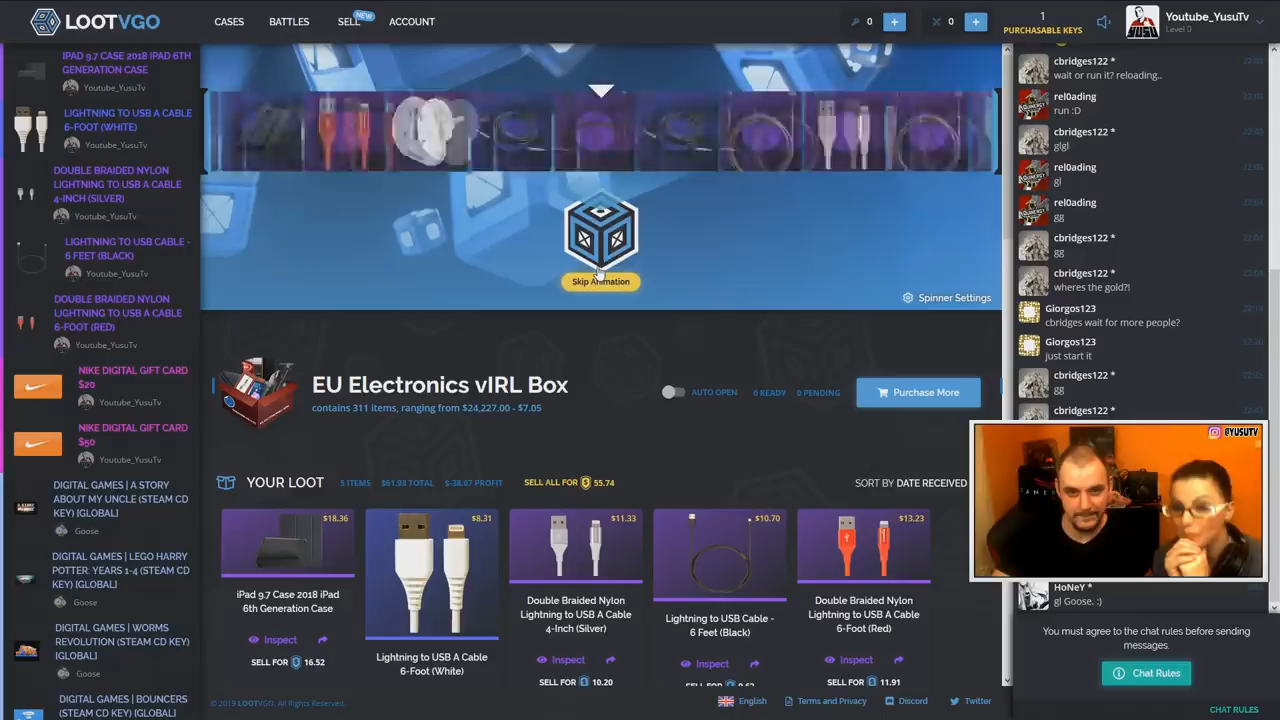 LOOTVGO
CASES
BATTLES
SELL
NEW
ACCOUNT
0
+
0
+
1
PURCHASABLE KEYS
Youtube_YusuTv
Level 0
IPAD 9.7 CASE 2018 IPAD 6TH
GENERATION CASE
Youtube_YusuTv
LIGHTNING TO USB A CABLE
6-FOOT (WHITE)
Youtube_YusuTv
DOUBLE BRAIDED NYLON
LIGHTNING TO USB A CABLE
4-INCH (SILVER)
Youtube_YusuTv
LIGHTNING TO USB CABLE -
6 FEET (BLACK)
Youtube_YusuTv
DOUBLE BRAIDED NYLON
LIGHTNING TO USB A CABLE
6-FOOT (RED)
Youtube_YusuTv
NIKE DIGITAL GIFT CARD
$20
Youtube_YusuTv
NIKE DIGITAL GIFT CARD
$50
Youtube_YusuTv
DIGITAL GAMES | A STORY
ABOUT MY UNCLE (STEAM CD
KEY) [GLOBAL]
Goose
DIGITAL GAMES | LEGO HARRY
POTTER: YEARS 1-4 (STEAM CD
KEY) [GLOBAL]
Goose
DIGITAL GAMES | WORMS
REVOLUTION (STEAM CD KEY)
[GLOBAL]
Goose
DIGITAL GAMES | BOUNCERS
(STEAM CD KEY) [GLOBAL]
Skip Animation
Spinner Settings
EU Electronics vIRL Box
contains 311 items, ranging from $24,227.00 - $7.05
AUTO OPEN
0 READY
0 PENDING
Purchase More
YOUR LOOT
5 ITEMS
$61.93 TOTAL
$-38.07 PROFIT
SELL ALL FOR 55.74
SORT BY DATE RECEIVED
$18.36
iPad 9.7 Case 2018 iPad
6th Generation Case
Inspect
SELL FOR 16.52
$8.31
Lightning to USB A Cable
6-Foot (White)
$11.33
Double Braided Nylon
Lightning to USB A Cable
4-Inch (Silver)
Inspect
SELL FOR 10.20
$10.70
Lightning to USB Cable -
6 Feet (Black)
Inspect
SELL FOR 9.63
$13.23
Double Braided Nylon
Lightning to USB A Cable
6-Foot (Red)
Inspect
SELL FOR 11.91
© 2019 LOOTVGO. All Rights Reserved.
English
Terms and Privacy
Discord
Twitter
cbridges122 *
wait or run it? reloading..
rel0ading
run :D
cbridges122 *
glgl
rel0ading
gl
rel0ading
gg
cbridges122 *
gg
cbridges122 *
wheres the gold?!
Giorgos123
cbridges wait for more people?
Giorgos123
just start it
cbridges122 *
gg
cbridges122 *
@YUSUTV
HoNeY *
gl Goose. :)
You must agree to the chat rules before sending
messages.
Chat Rules
CHAT RULES